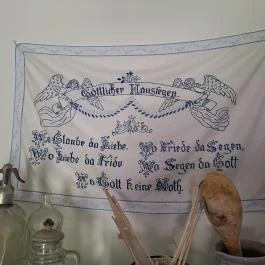 Göttlicher Haussegen.
Wo Glaube da Liebe,
Wo Liebe da Friede
Wo Friede da Segen,
Wo Segen da Gott
Wo Gott keine Noth.